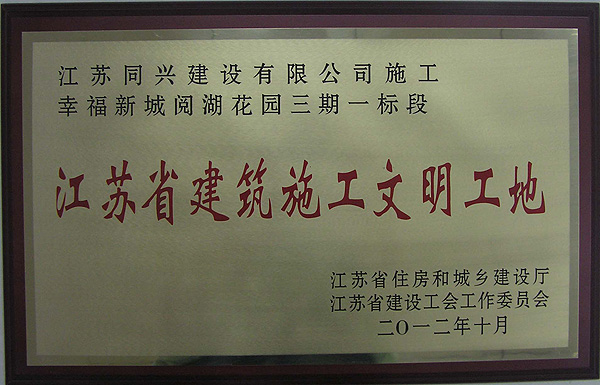 江苏同兴建设有限公司施工
幸福新城阅湖花园三期一标段
江苏省建筑施工文明工地
江苏省住房和城乡建设厅
江苏省建设工会工作委员会
二〇一二年十月